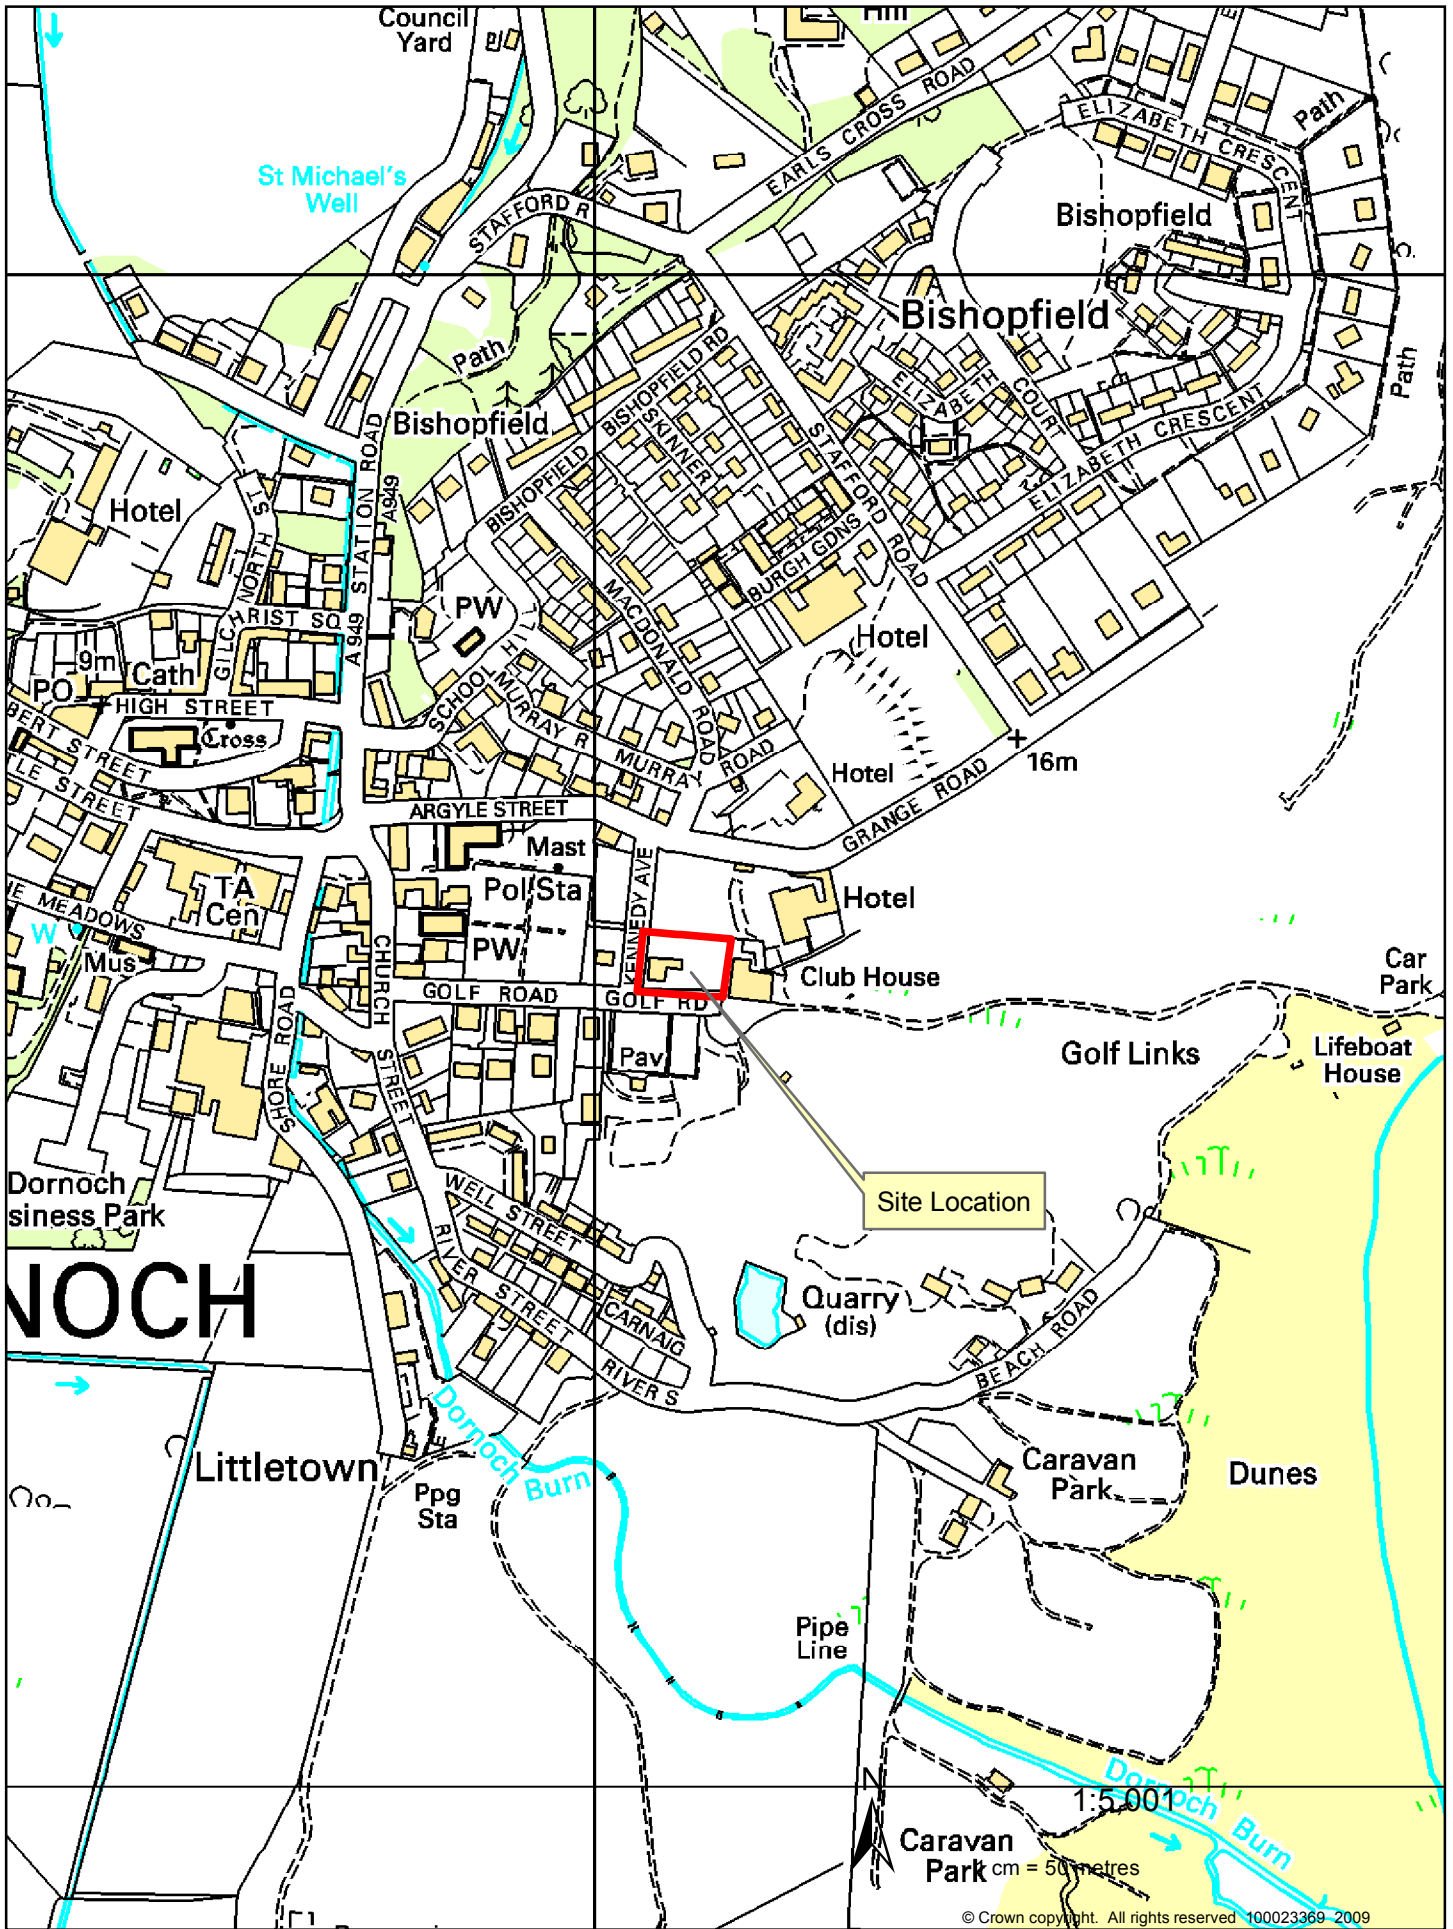 Council
Yard
Hill
St Michael's
Well
STAFFORD R
EARLS CROSS ROAD
ELIZABETH CRESCENT
Path
Bishopfield
Bishopfield
Path
Path
Bishopfield
BISHOPFIELD RD
BISHOPFIELD
SKINNER
ELIZABETH COURT
ELIZABETH CRESCENT
STAFFORD ROAD
STATION ROAD
A949
A949
Hotel
NORTH ST
GILCHRIST SQ
PW
BURGH GDNS
MACDONALD ROAD
Hotel
9m
Cath
PO
HIGH STREET
Cross
BERT STREET
TLE STREET
SCHOOL H
MURRAY R
MURRAY ROAD
Hotel
16m
GRANGE ROAD
ARGYLE STREET
Mast
Pol Sta
KENNEDY AVE
TA
Cen
HE MEADOWS
W
Mus
PW
Hotel
Club House
Car
Park
CHURCH STREET
GOLF ROAD
GOLF RD
SHORE ROAD
Pav
Golf Links
Lifeboat
House
Dornoch
siness Park
WELL STREET
Site Location
NOCH
RIVER STREET
CARNAIG
RIVER S
Quarry
(dis)
BEACH ROAD
Dornoch Burn
Littletown
Ppg
Sta
Caravan
Park
Dunes
Pipe
Line
N
1:5,001
Dornoch Burn
Caravan
Park
cm = 50 metres
© Crown copyright. All rights reserved 100023369 2009